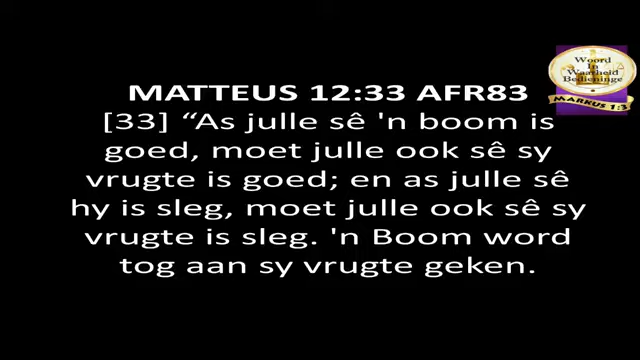 Woord
In
Waarheid
Bedieninge
MARKUS 1:3
MATTEUS 12:33 AFR83
[33] “As julle sê 'n boom is
goed, moet julle ook sê sy
vrugte is goed; en as julle sê
hy is sleg, moet julle ook sê sy
vrugte is sleg. 'n Boom word
tog aan sy vrugte geken.